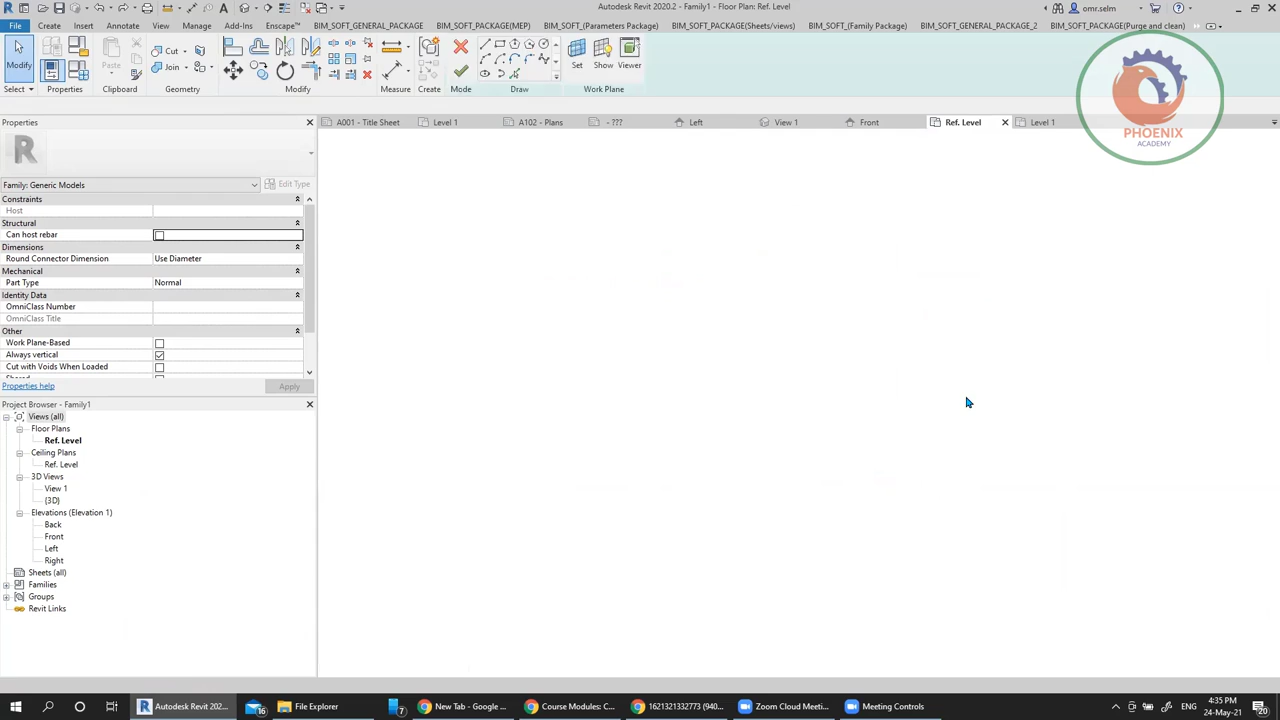 Autodesk Revit 2020.2 - Family1 - Floor Plan: Ref. Level
omr.selm
File Create Annotate View Manage Add-Ins Enscape™ BIM_SOFT_GENERAL_PACKAGE BIM_SOFT_PACKAGE(MEP) BIM_SOFT_(Parameters Package) BIM_SOFT_PACKAGE(Sheets/views) BIM_SOFT_(Family Package) BIM_SOFT_GENERAL_PACKAGE_2 BIM_SOFT_PACKAGE(Purge and clean)
Modify Paste Cut Join Set Show Viewer
Select Properties Clipboard Geometry Modify Measure Create Mode Draw Work Plane
PHOENIX
ACADEMY
Properties
A001 - Title Sheet Level 1 A102 - Plans - ??? Left View 1 Front Ref. Level Level 1
R
Family: Generic Models Edit Type
Constraints
Host
Structural
Can host rebar
Dimensions
Round Connector Dimension Use Diameter
Mechanical
Part Type Normal
Identity Data
OmniClass Number
OmniClass Title
Other
Work Plane-Based
Always vertical
Cut with Voids When Loaded
Properties help Apply
Project Browser - Family1
Views (all)
Floor Plans
Ref. Level
Ceiling Plans
Ref. Level
3D Views
View 1
{3D}
Elevations (Elevation 1)
Back
Front
Left
Right
Sheets (all)
Families
Groups
Revit Links
Autodesk Revit 202... 16 File Explorer 7 New Tab - Google ... Course Modules: C... 1621321332773 (940... Zoom Cloud Meeti... Meeting Controls
4:35 PM
24-May-21
20